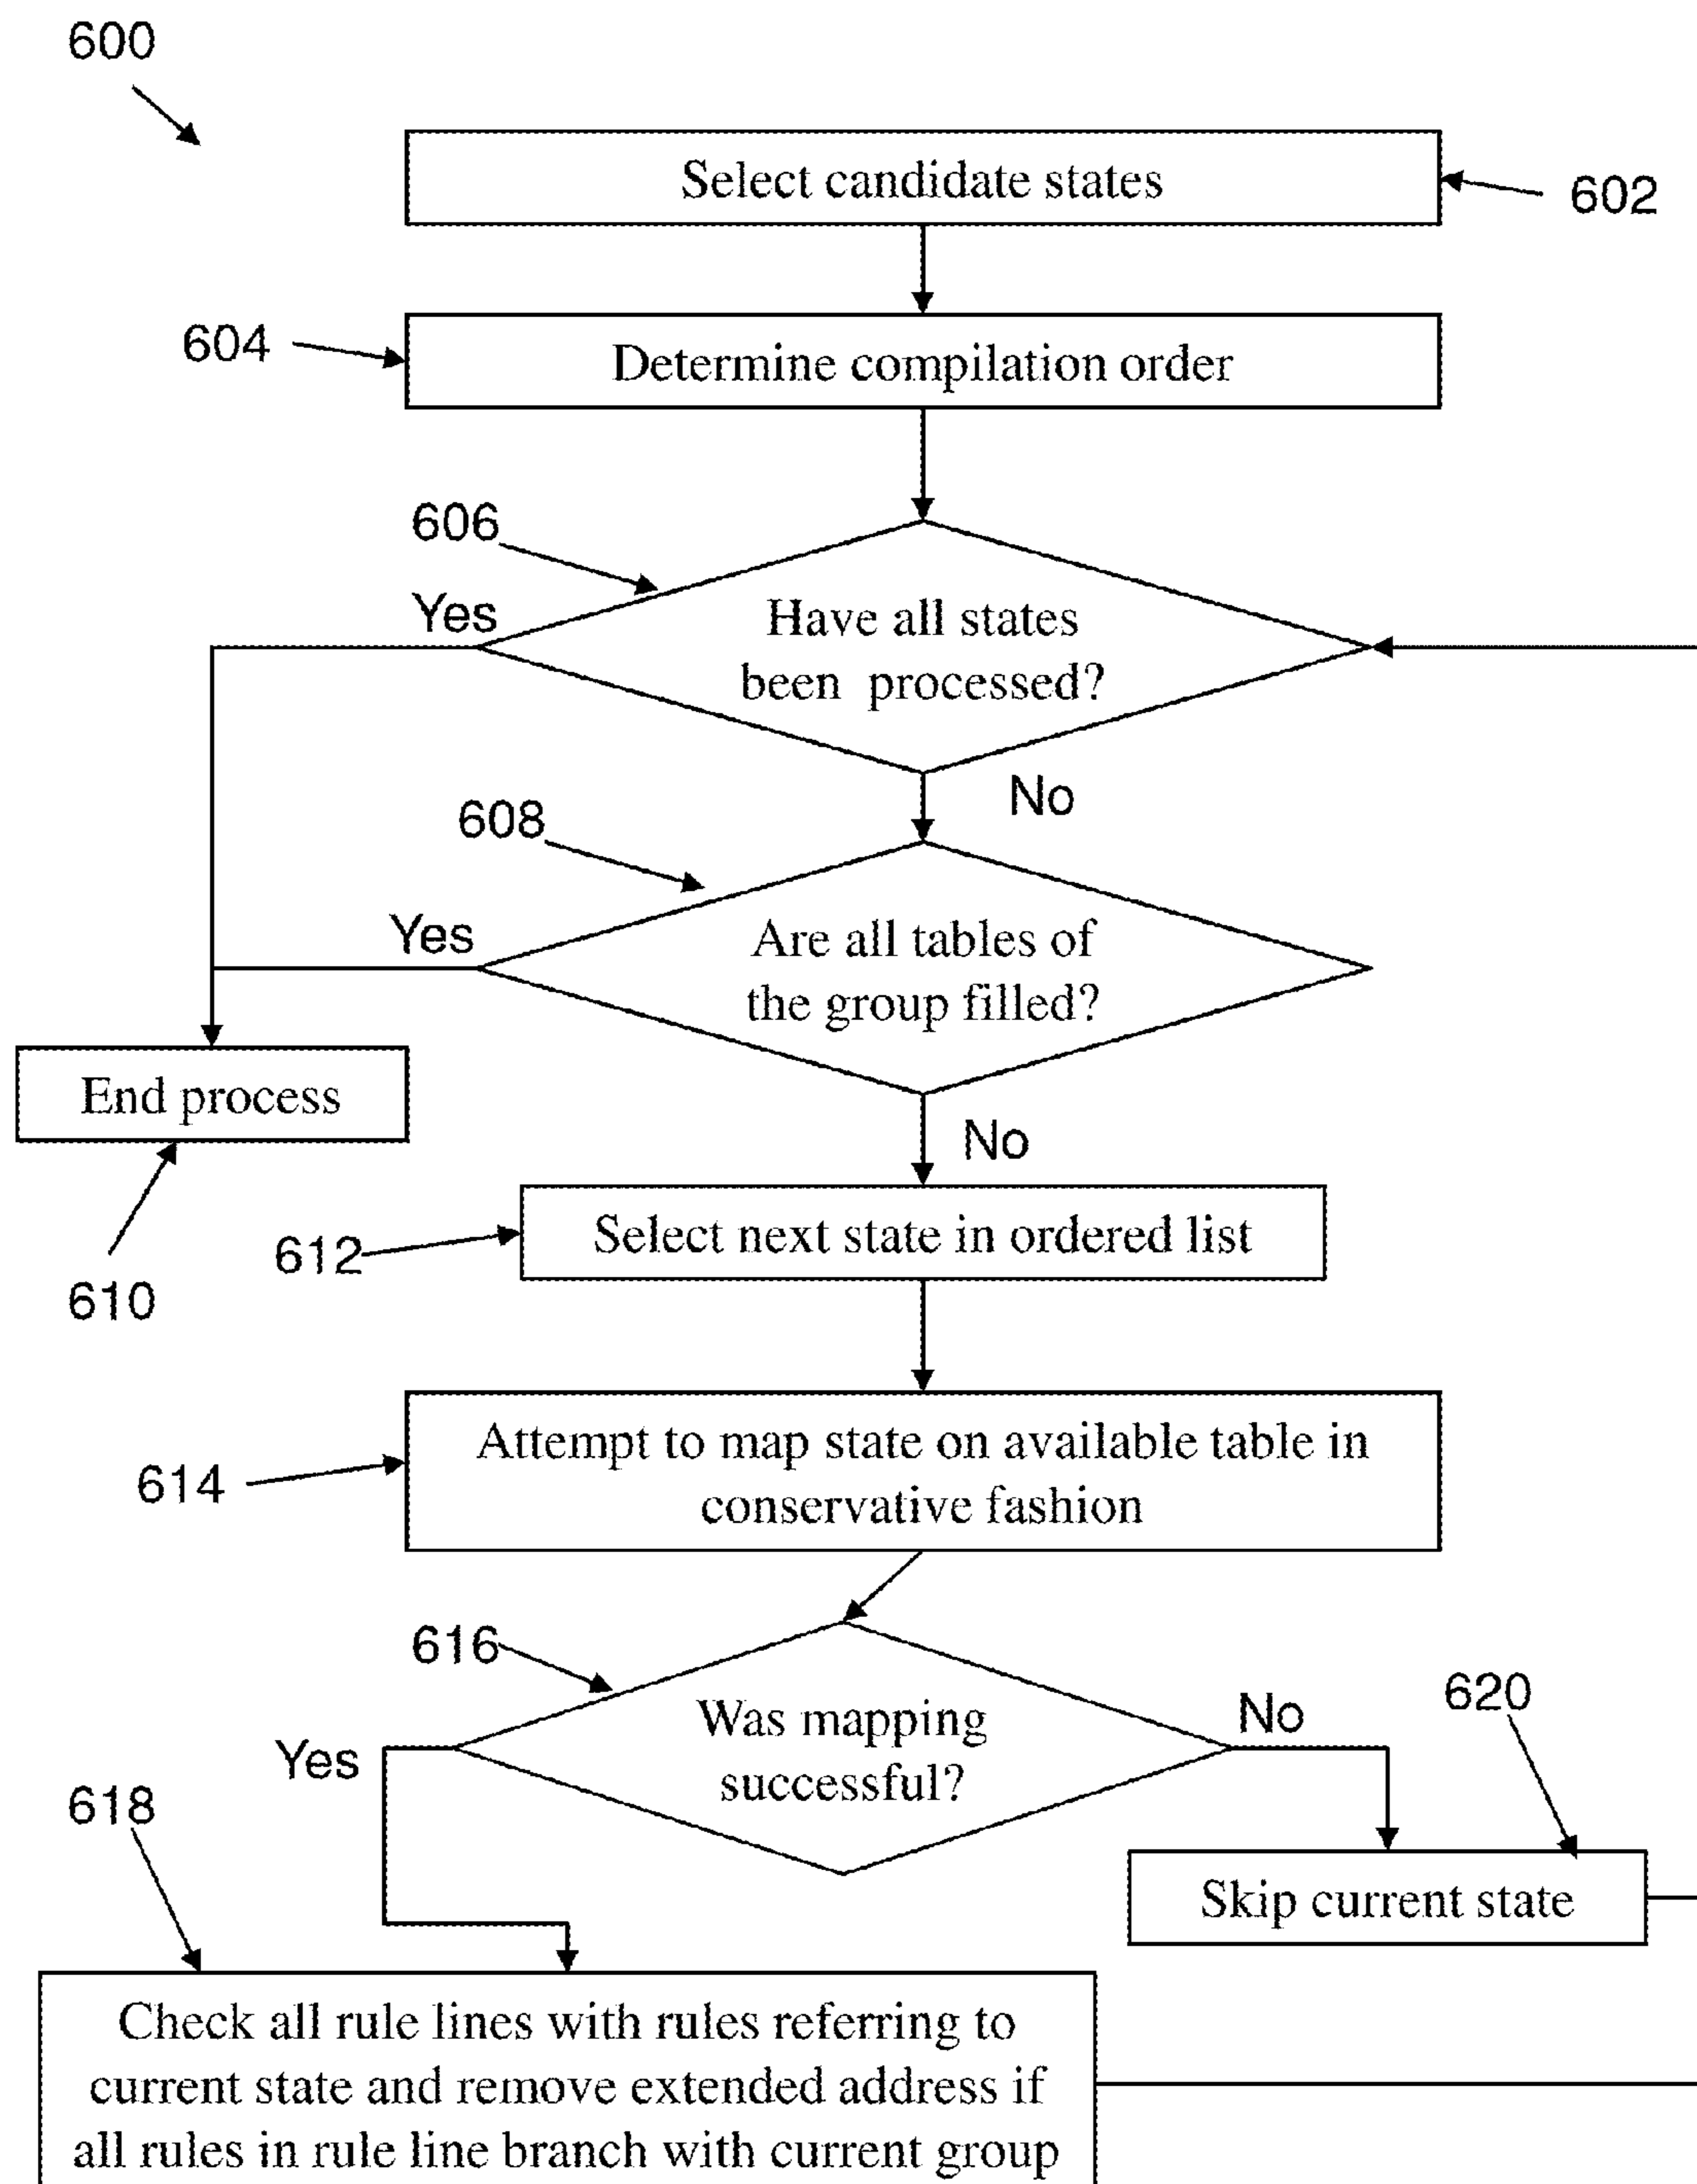 600
Select candidate states
602
604
Determine compilation order
606
Yes
Have all states
been processed?
No
608
Yes
Are all tables of
the group filled?
End process
No
610
612
Select next state in ordered list
614
Attempt to map state on available table in
conservative fashion
616
Was mapping
successful?
Yes
No
620
618
Skip current state
Check all rule lines with rules referring to
current state and remove extended address if
all rules in rule line branch with current group